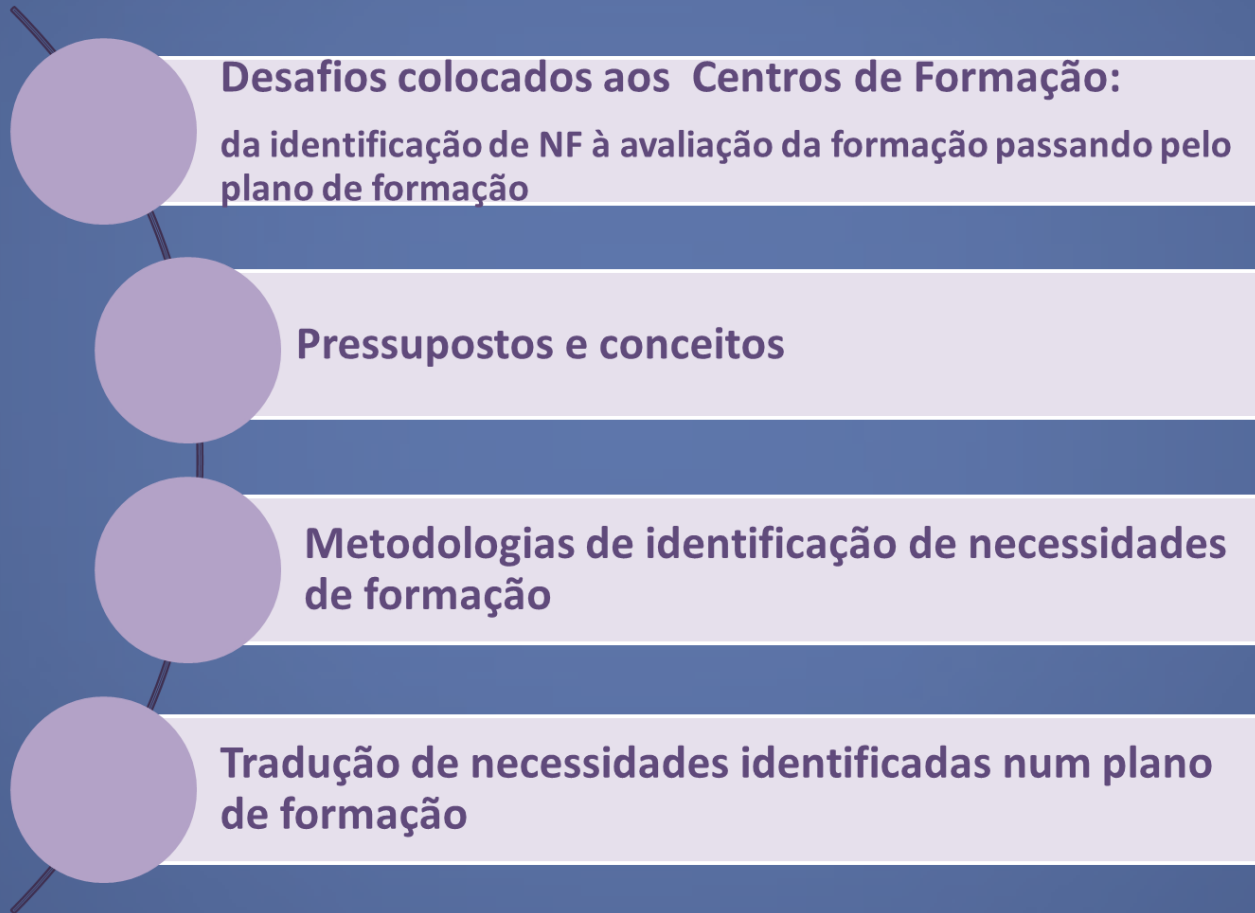 Desafios colocados aos Centros de Formação:
da identificação de NF à avaliação da formação passando pelo
plano de formação
Pressupostos e conceitos
Metodologias de identificação de necessidades
de formação
Tradução de necessidades identificadas num plano
de formação